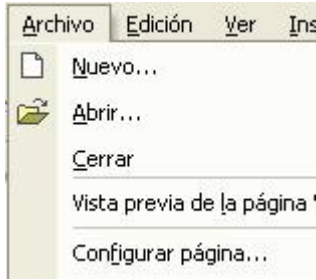 Archivo Edición Ver Ins
Nuevo...
Abrir...
Cerrar
Vista previa de la página
Configurar página...